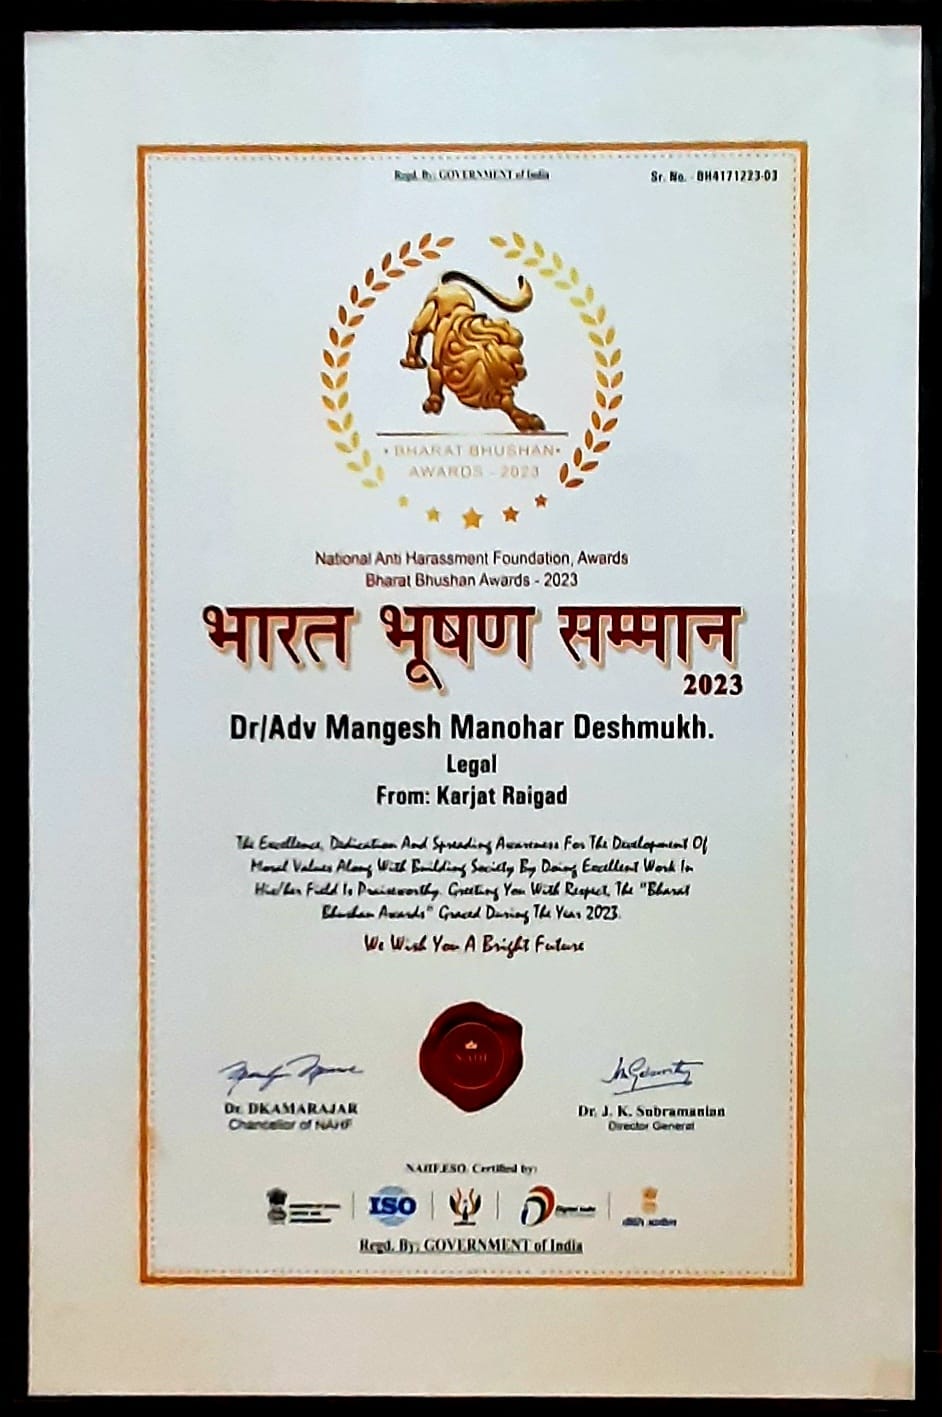 Regd. By: GOVERNMENT of India
Sr. No. - BH4171223-03
• BHARAT BHUSHAN •
AWARDS - 2023
National Anti Harassment Foundation, Awards
Bharat Bhushan Awards - 2023
भारत भूषण सम्मान
2023
Dr/Adv Mangesh Manohar Deshmukh.
Legal
From: Karjat Raigad
The Excellence, Dedication And Spreading Awareness For The Development Of
Moral Values Along With Building Society By Doing Excellent Work In
His/her Field Is Praiseworthy. Greeting You With Respect, The "Bharat
Bhushan Awards" Graced During The Year 2023.
We Wish You A Bright Future
Dr. DKAMARAJAR
Chancellor of NAHF
Dr. J. K. Subramanian
Director General
Certified by:
ISO
Digital India
Regd. By: GOVERNMENT of India